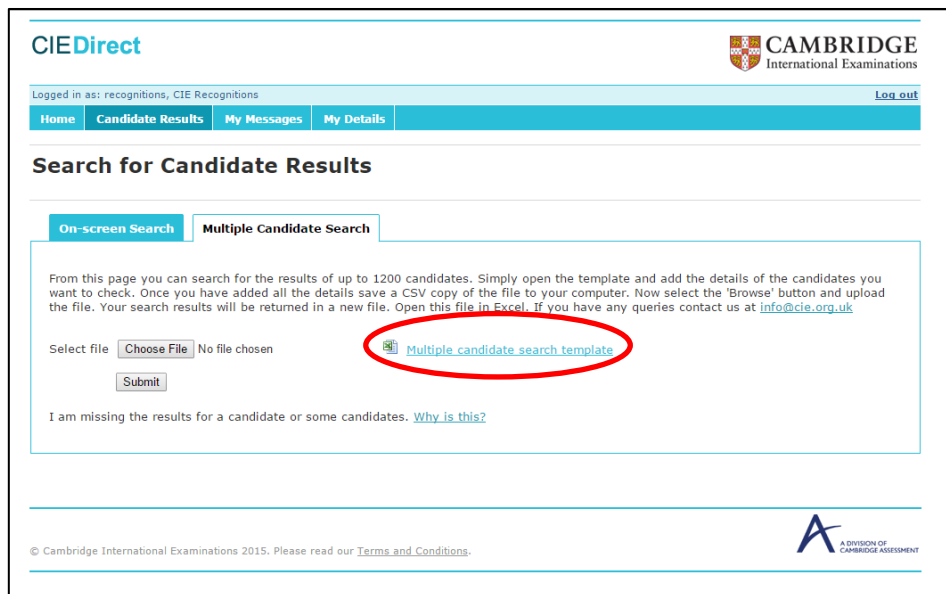 CIEDirect
CAMBRIDGE
International Examinations
Logged in as: recognitions, CIE Recognitions
Log out
Home Candidate Results My Messages My Details
Search for Candidate Results
On-screen Search Multiple Candidate Search
From this page you can search for the results of up to 1200 candidates. Simply open the template and add the details of the candidates you
want to check. Once you have added all the details save a CSV copy of the file to your computer. Now select the 'Browse' button and upload
the file. Your search results will be returned in a new file. Open this file in Excel. If you have any queries contact us at info@cie.org.uk
Select file Choose File No file chosen Multiple candidate search template
Submit
I am missing the results for a candidate or some candidates. Why is this?
© Cambridge International Examinations 2015. Please read our Terms and Conditions.
A DIVISION OF
CAMBRIDGE ASSESSMENT